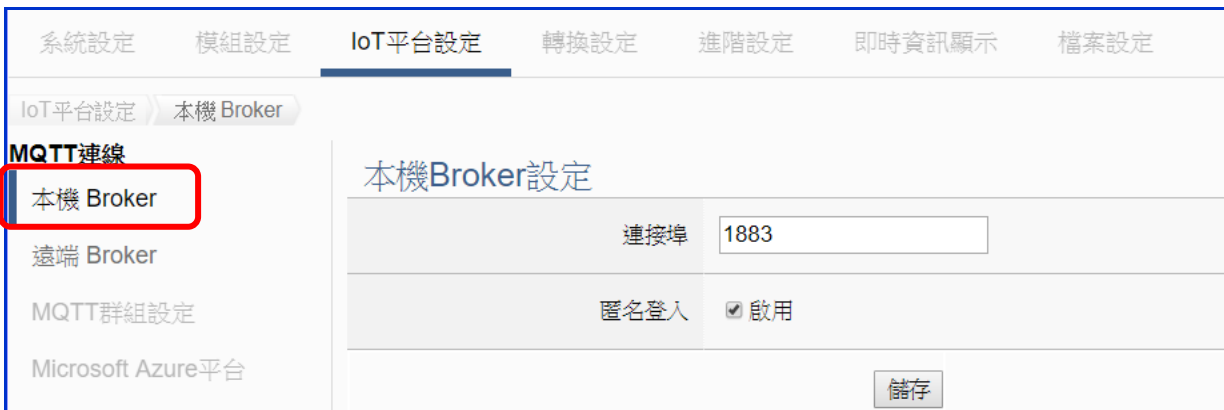 系統設定 模組設定 IoT平台設定 轉換設定 進階設定 即時資訊顯示 檔案設定
IoT平台設定 本機 Broker
MQTT連線
本機 Broker
遠端 Broker
MQTT群組設定
Microsoft Azure平台
本機Broker設定
連接埠 1883
匿名登入 啟用
儲存